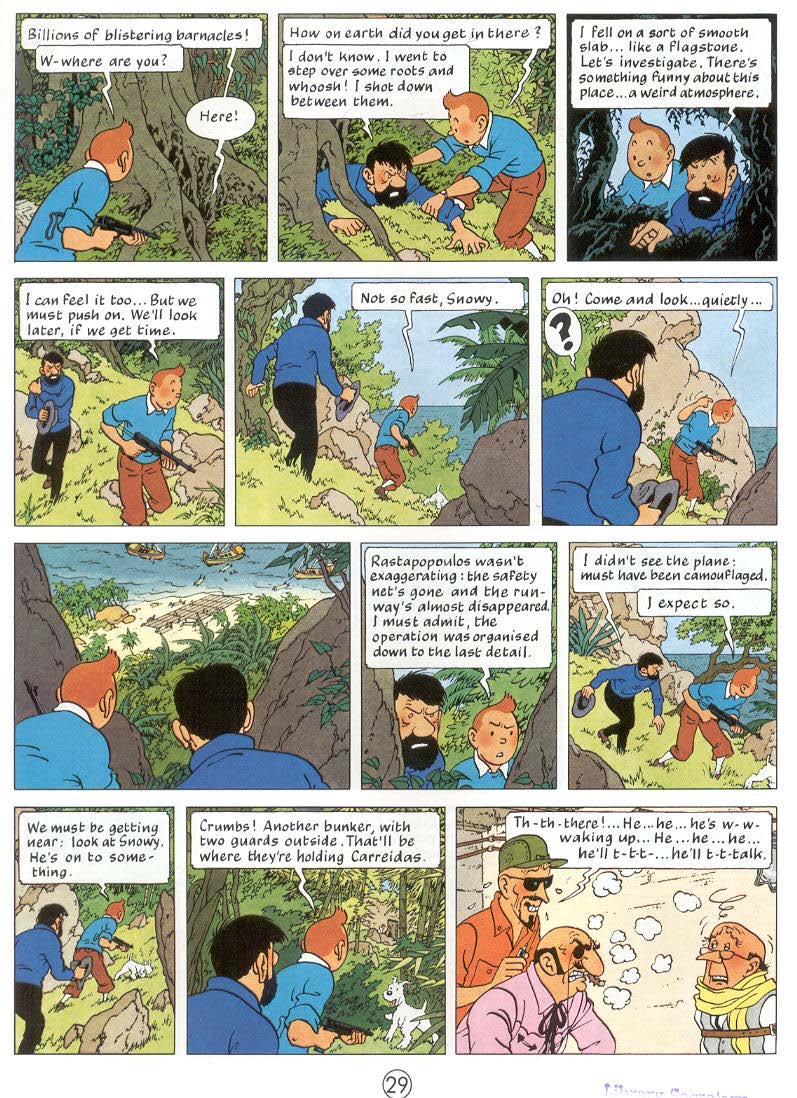 Billions of blistering barnacles!
W-where are you?
Here!
How on earth did you get in there?
I don't know. I went to
step over some roots and
whoosh! I shot down
between them.
I fell on a sort of smooth
slab... like a flagstone.
Let's investigate. There's
something funny about this
place...a weird atmosphere.
I can feel it too... But we
must push on. We'll look
later, if we get time.
Not so fast, Snowy.
Oh! Come and look...quietly...
?
Rastapopoulos wasn't
exaggerating: the safety
net's gone and the run-
way's almost disappeared.
I must admit, the
operation was organised
down to the last detail.
I didn't see the plane:
must have been camouflaged.
I expect so.
We must be getting
near: look at Snowy.
He's on to some-
thing.
Crumbs! Another bunker, with
two guards outside. That'll be
where they're holding Carreidas.
Th-th-there!...He...he...he's w-w-
waking up...He...he...he...
he'll t-t-t-...he'll t-t-talk.
29
Library